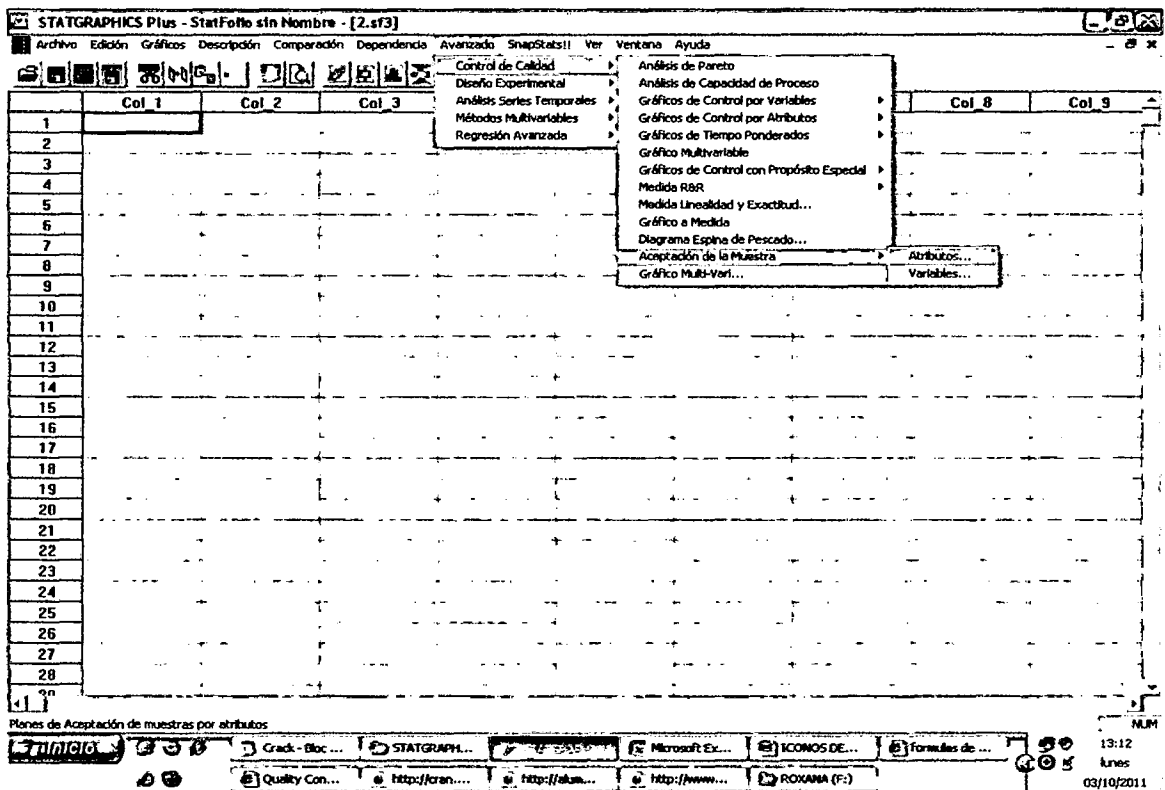 STATGRAPHICS Plus - StatFolio sin Nombre - [2.sf3]
Archivo Edición Gráficos Descripción Comparación Dependencia Avanzado SnapStats!! Ver Ventana Ayuda
Control de Calidad
Diseño Experimental
Análisis Series Temporales
Métodos Multivariables
Regresión Avanzada
Análisis de Pareto
Análisis de Capacidad de Proceso
Gráficos de Control por Variables
Gráficos de Control por Atributos
Gráficos de Tiempo Ponderados
Gráfico Multivariable
Gráficos de Control con Propósito Especial
Medida R&R
Medida Linealidad y Exactitud...
Gráfico a Medida
Diagrama Espina de Pescado...
Aceptación de la Muestra
Gráfico Multi-Vari...
Atributos...
Variables...
Col_1 Col_2 Col_3 Col_8 Col_9
1
2
3
4
5
6
7
8
9
10
11
12
13
14
15
16
17
18
19
20
21
22
23
24
25
26
27
28
Planes de Aceptación de muestras por atributos
NUM
Inicio
Crack - Bloc ...
STATGRAPH...
Microsoft Ex...
ICONOS DE...
Formulas de ...
13:12
Quality Con...
http://cran....
http://alum...
http://www...
ROXANA (F:)
lunes
03/10/2011